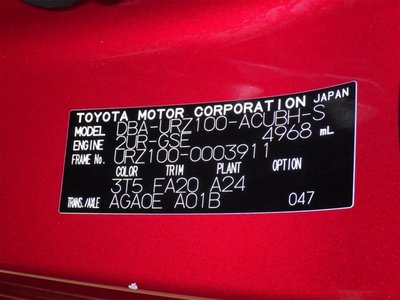 TOYOTA MOTOR CORPORATION JAPAN
MODEL DBA-URZ100-ACUBH-S
ENGINE 2UR-GSE 4968 mL
FRAME No. URZ100-0003911
COLOR TRIM PLANT OPTION
3T5 FA20 A24
TRANS./AXLE AGA0E A01B 047